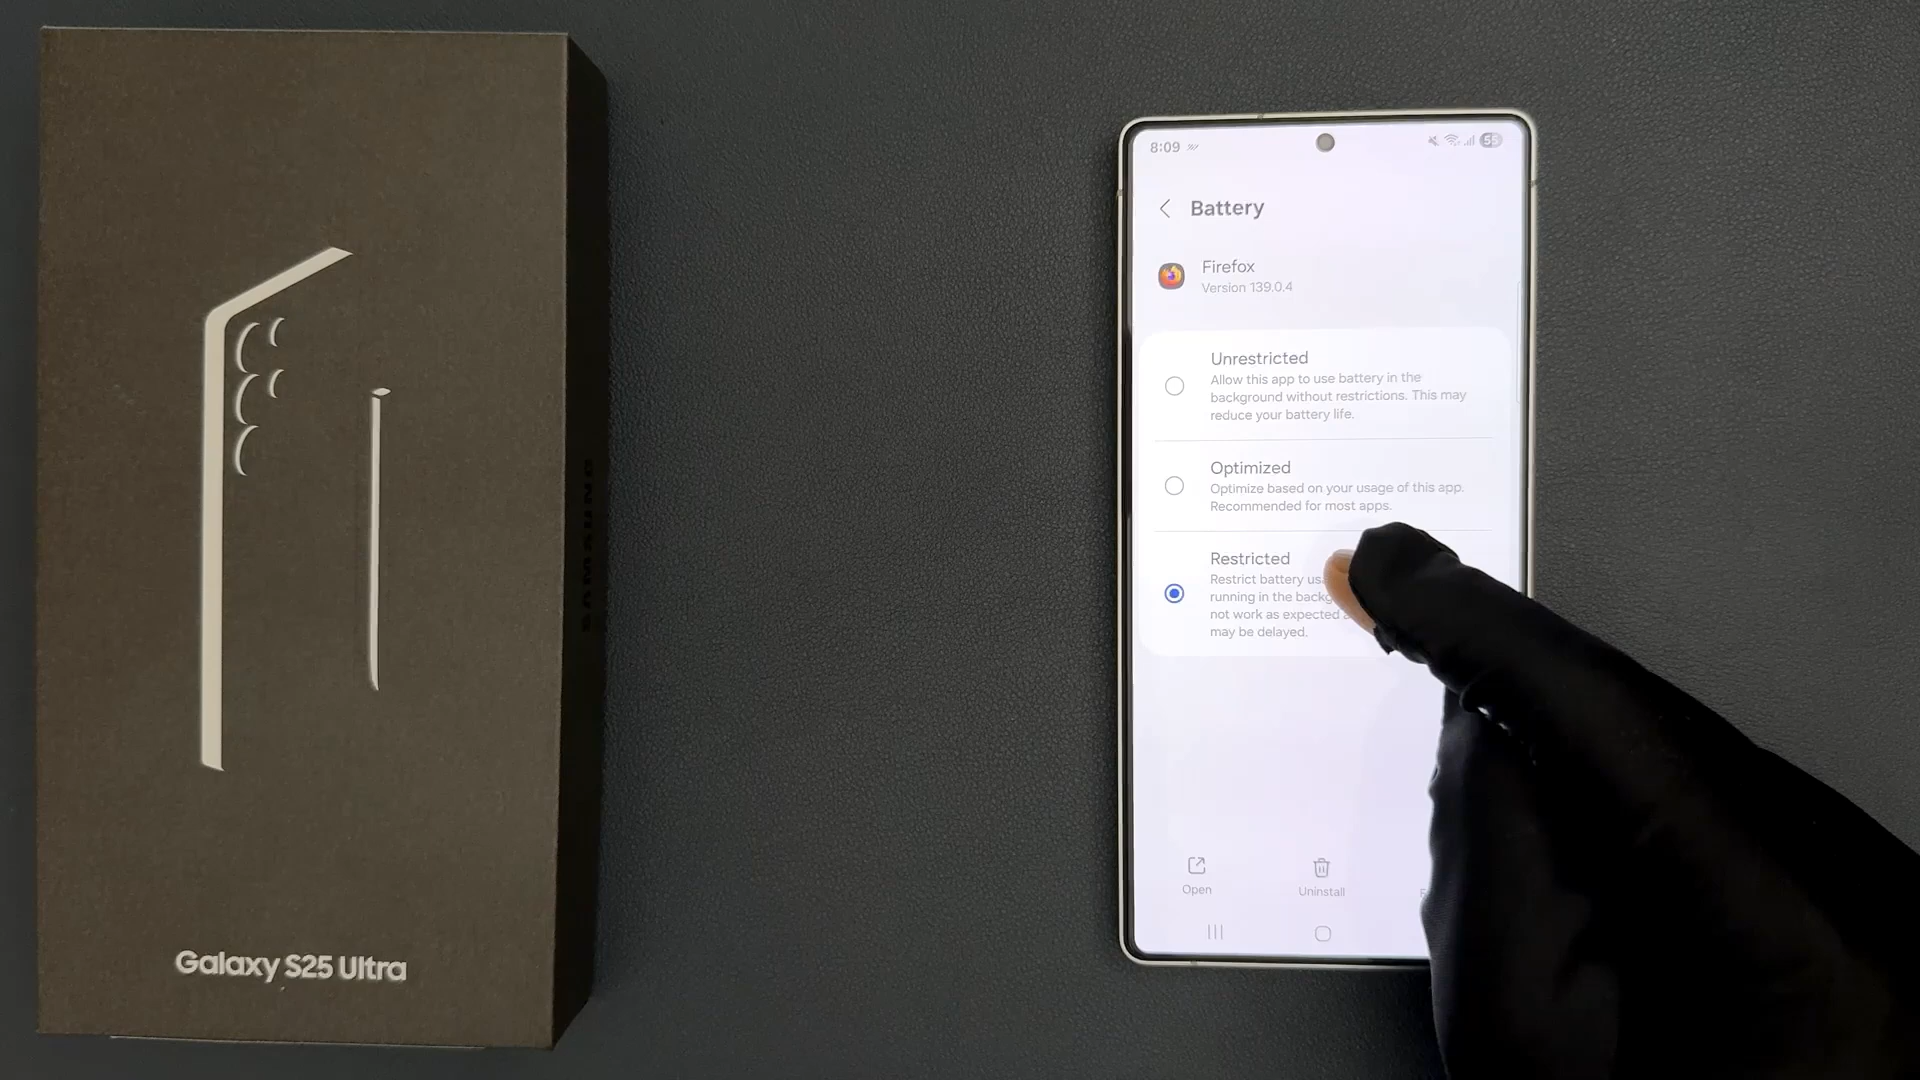 SAMSUNG
Galaxy S25 Ultra
8:09
55
Battery
Firefox
Version 139.0.4
Unrestricted
Allow this app to use battery in the
background without restrictions. This may
reduce your battery life.
Optimized
Optimize based on your usage of this app.
Recommended for most apps.
Restricted
Restrict battery
running in the
not work as expected
may be delayed.
Open
Uninstall